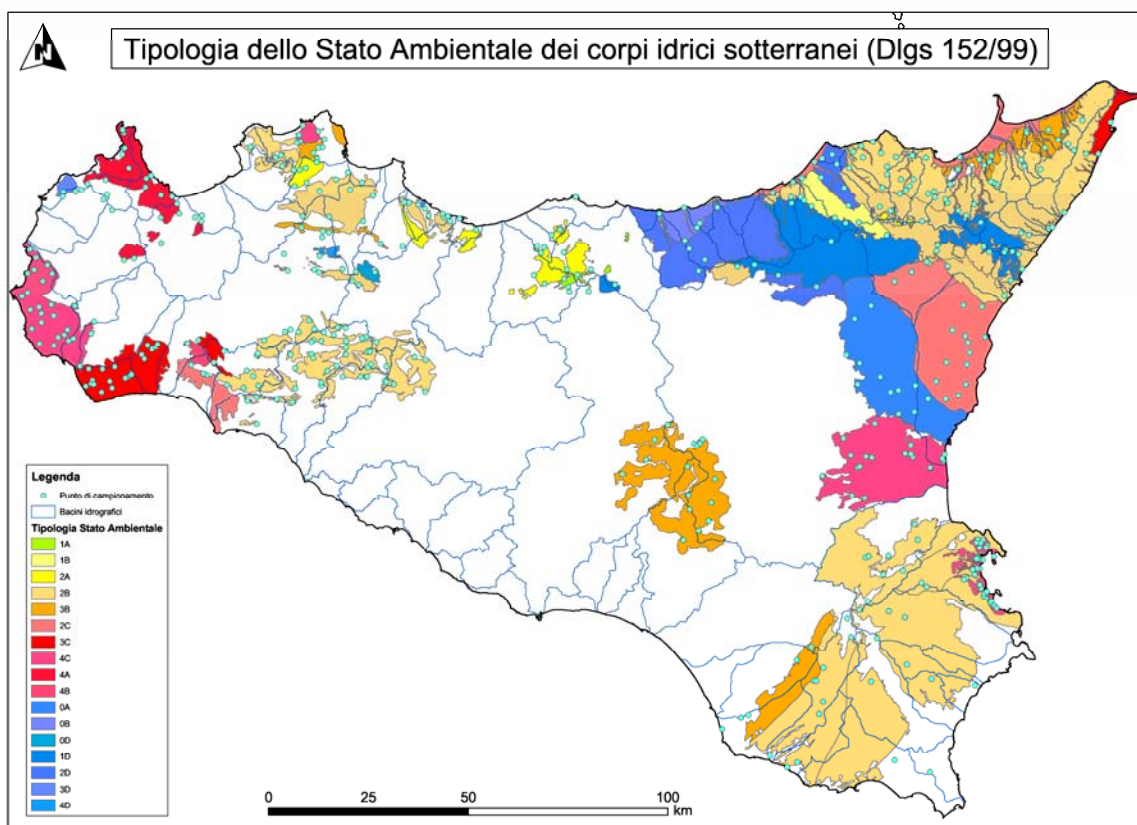 N
Tipologia dello Stato Ambientale dei corpi idrici sotterranei (Dlgs 152/99)
Legenda
Punto di campionamento
Bacini idrografici
Tipologia Stato Ambientale
1A
1B
2A
2B
3B
2C
3C
4C
4A
4B
0A
0B
0D
1D
2D
3D
4D
0 25 50 100
km